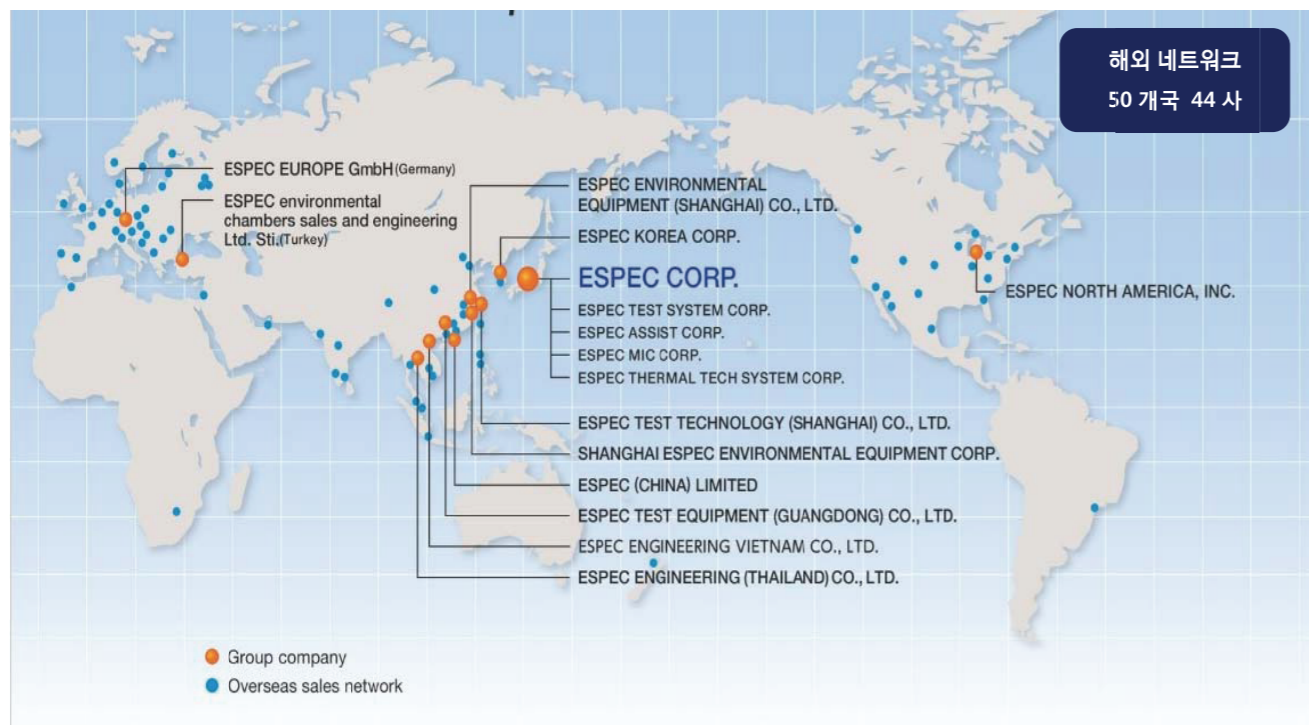 해외 네트워크
50 개국 44 사
ESPEC EUROPE GmbH (Germany)
ESPEC environmental
chambers sales and engineering
Ltd. Sti.(Turkey)
ESPEC ENVIRONMENTAL
EQUIPMENT (SHANGHAI) CO., LTD.
ESPEC KOREA CORP.
ESPEC CORP.
ESPEC TEST SYSTEM CORP.
ESPEC ASSIST CORP.
ESPEC MIC CORP.
ESPEC THERMAL TECH SYSTEM CORP.
ESPEC NORTH AMERICA, INC.
ESPEC TEST TECHNOLOGY (SHANGHAI) CO., LTD.
SHANGHAI ESPEC ENVIRONMENTAL EQUIPMENT CORP.
ESPEC (CHINA) LIMITED
ESPEC TEST EQUIPMENT (GUANGDONG) CO., LTD.
ESPEC ENGINEERING VIETNAM CO., LTD.
ESPEC ENGINEERING (THAILAND) CO., LTD.
Group company
Overseas sales network